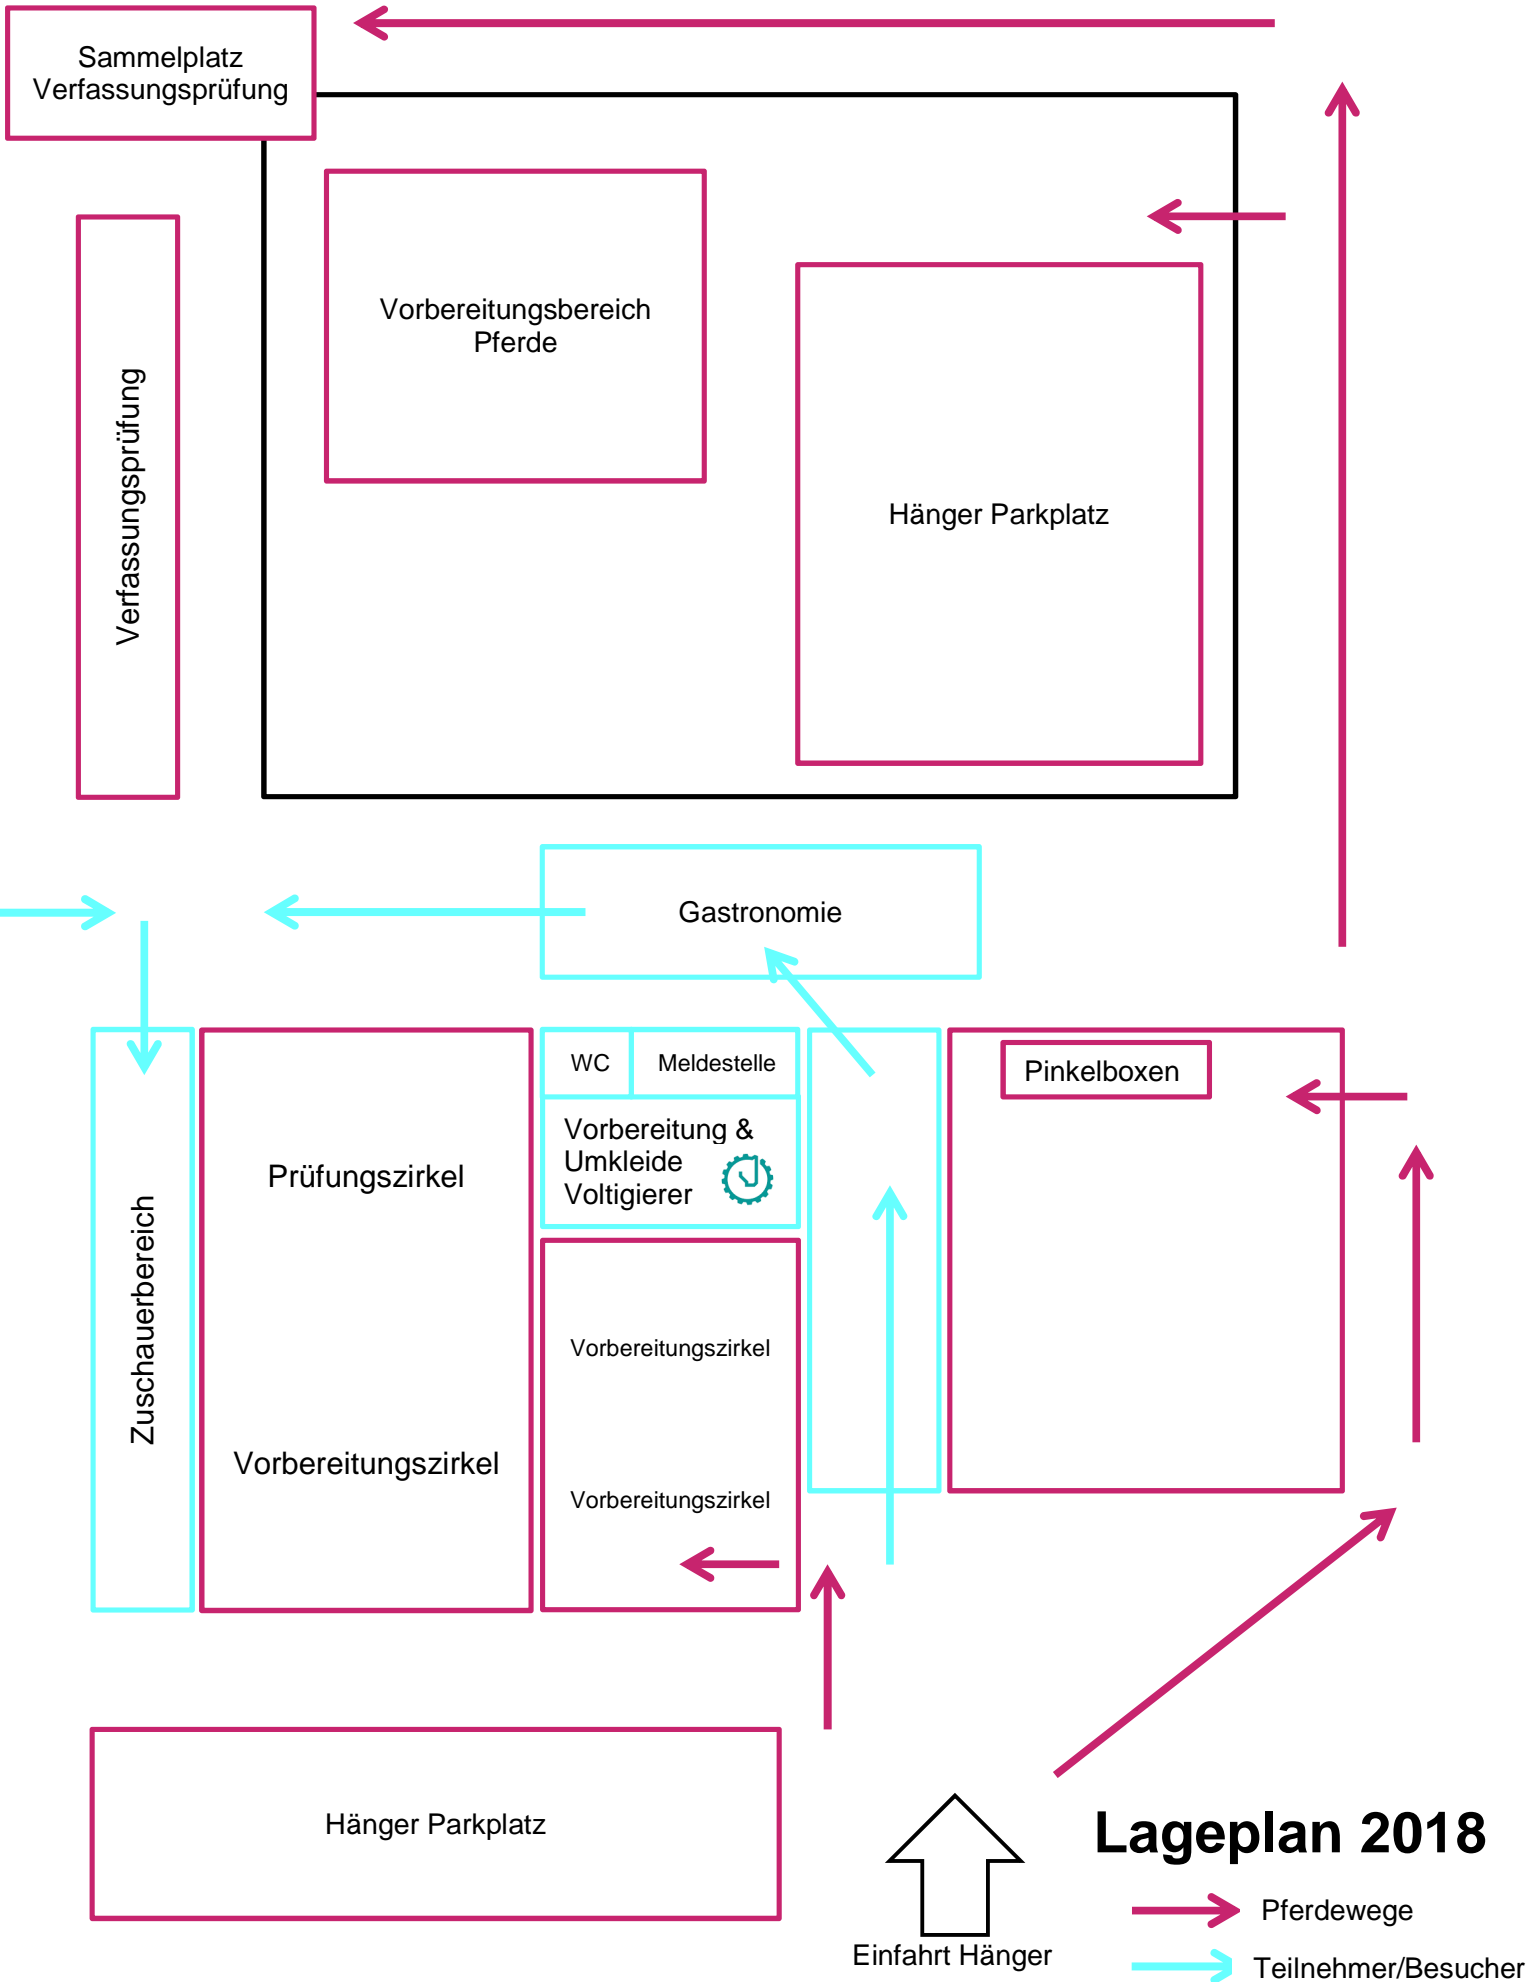 Sammelplatz
Verfassungsprüfung
Vorbereitungsbereich
Pferde
Verfassungsprüfung
Hänger Parkplatz
Gastronomie
WC
Meldestelle
Pinkelboxen
Vorbereitung &
Umkleide
Voltigierer
Prüfungszirkel
Zuschauerbereich
Vorbereitungszirkel
Vorbereitungszirkel
Vorbereitungszirkel
Hänger Parkplatz
Einfahrt Hänger
Lageplan 2018
Pferdewege
Teilnehmer/Besucher